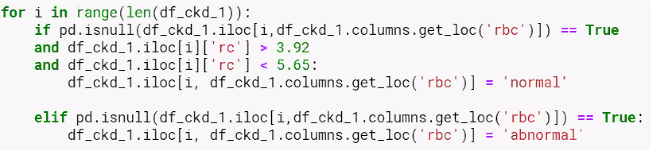 for i in range(len(df_ckd_1)):
    if pd.isnull(df_ckd_1.iloc[i,df_ckd_1.columns.get_loc('rbc')]) == True
    and df_ckd_1.iloc[i]['rc'] > 3.92
    and df_ckd_1.iloc[i]['rc'] < 5.65:
        df_ckd_1.iloc[i, df_ckd_1.columns.get_loc('rbc')] = 'normal'

    elif pd.isnull(df_ckd_1.iloc[i,df_ckd_1.columns.get_loc('rbc')]) == True:
        df_ckd_1.iloc[i, df_ckd_1.columns.get_loc('rbc')] = 'abnormal'